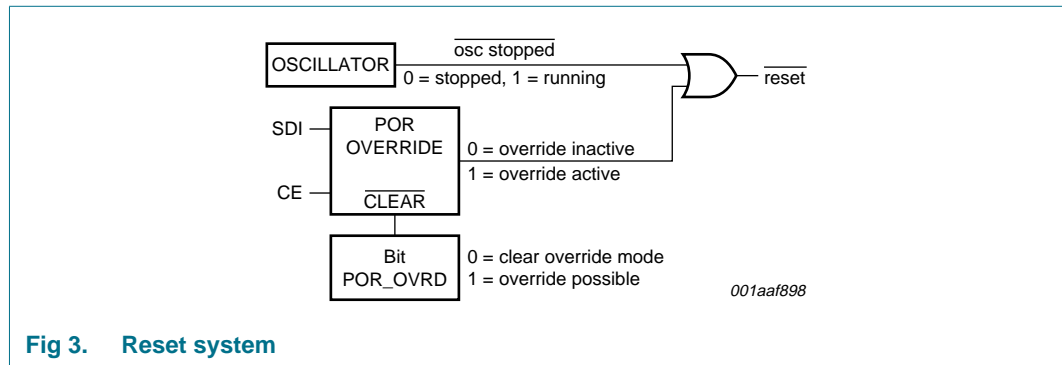 osc stopped
OSCILLATOR
0 = stopped, 1 = running
reset
SDI
POR
OVERRIDE
0 = override inactive
1 = override active
CE
CLEAR
Bit
POR_OVRD
0 = clear override mode
1 = override possible
001aaf898
Fig 3. Reset system